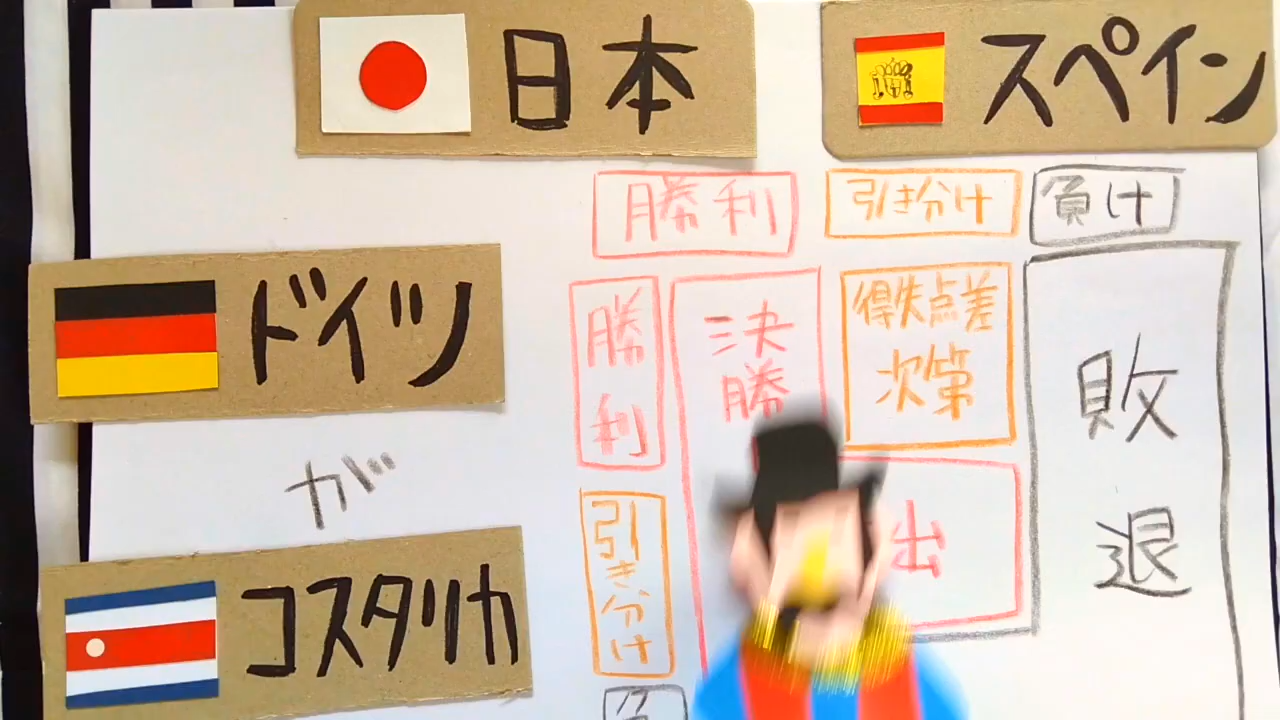 日本
スペイン
勝利
引き分け
負け
ドイツ
が
コスタリカ
勝利
引き分け
決勝
得失点差
次第
出
敗退